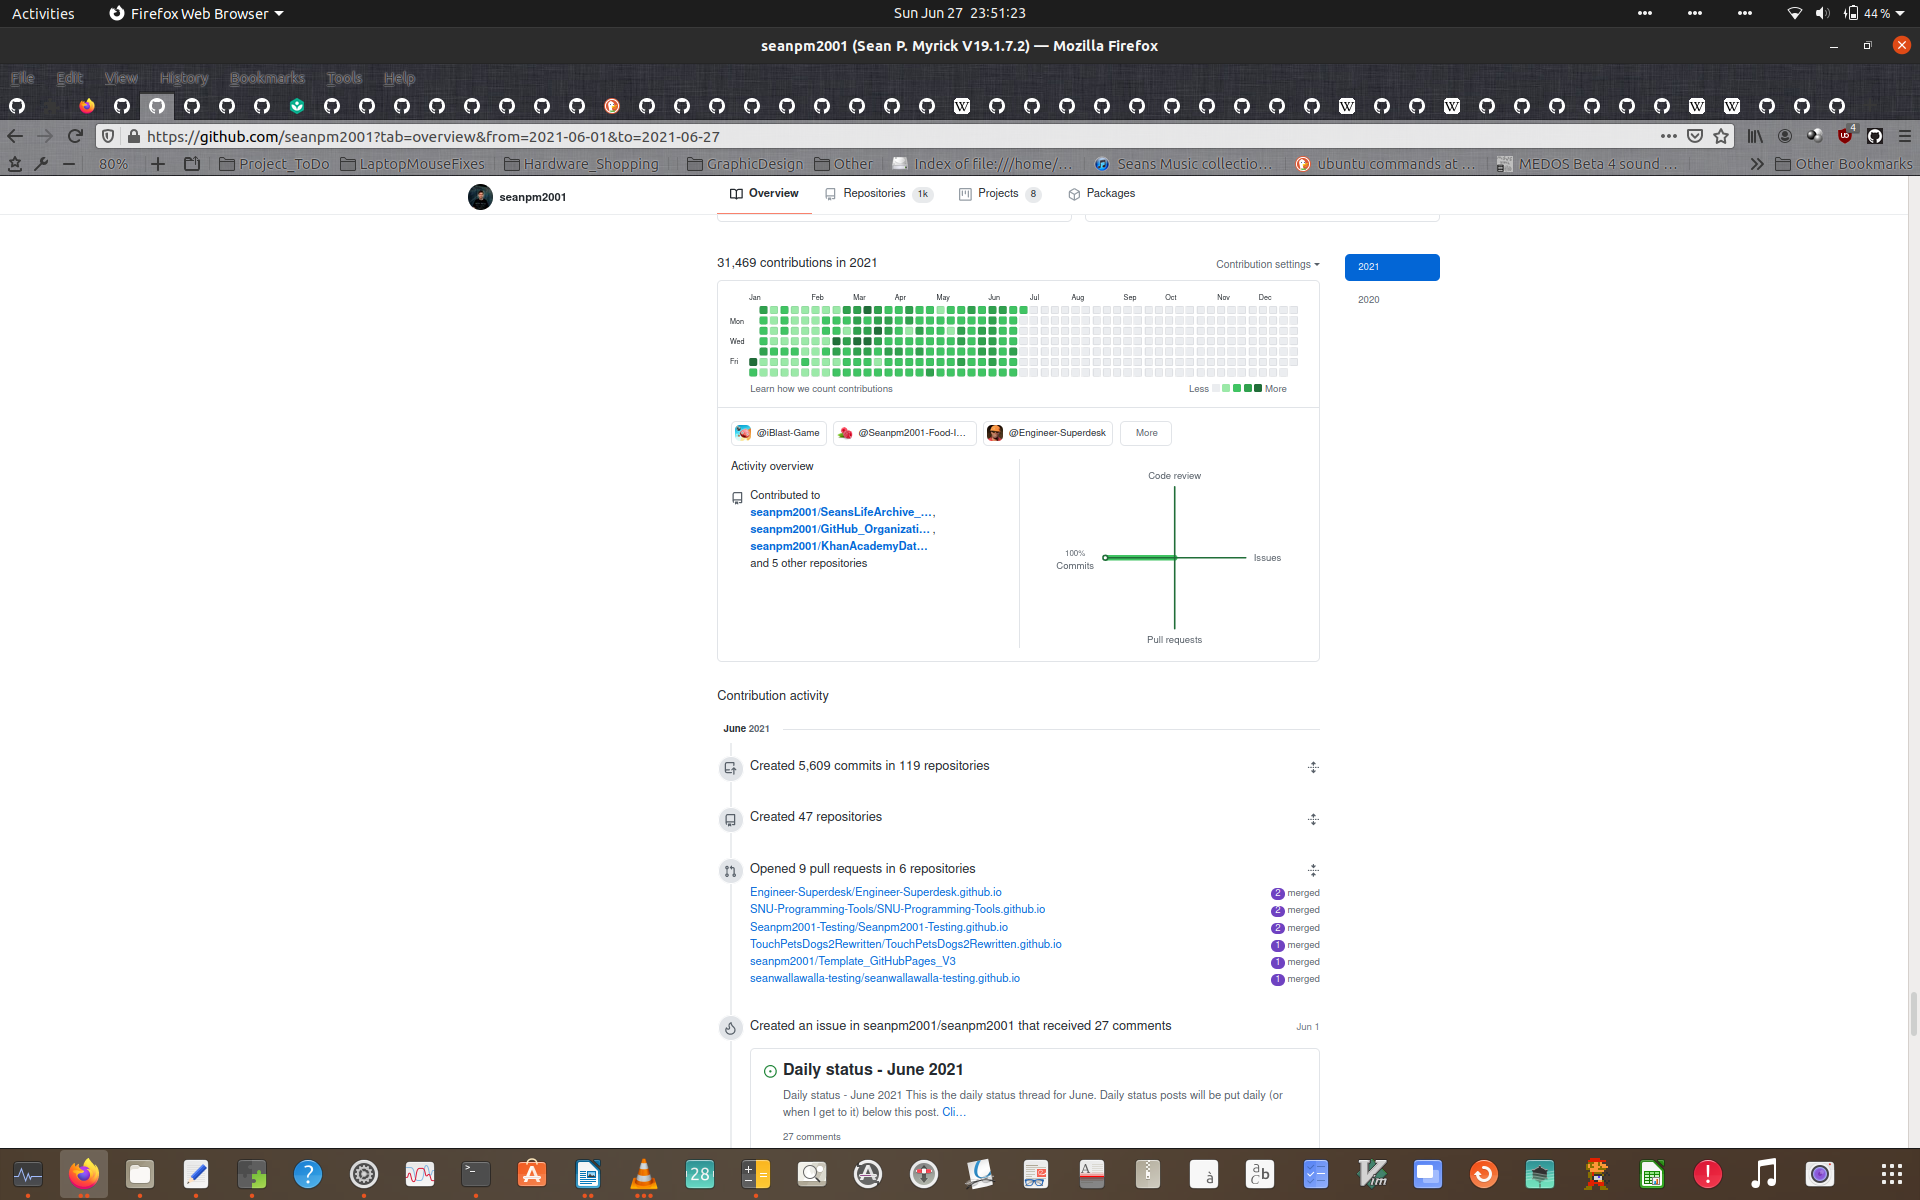 Activities
Firefox Web Browser
Sun Jun 27 23:51:23
44 %
seanpm2001 (Sean P. Myrick V19.1.7.2) — Mozilla Firefox
File Edit View History Bookmarks Tools Help
https://github.com/seanpm2001?tab=overview&from=2021-06-01&to=2021-06-27
80%
Project_ToDo
LaptopMouseFixes
Hardware_Shopping
GraphicDesign
Other
Index of file:///home/...
Seans Music collectio...
ubuntu commands at ...
MEDOS Beta 4 sound ...
Other Bookmarks
seanpm2001
Overview
Repositories 1k
Projects 8
Packages
31,469 contributions in 2021
Contribution settings
2021
2020
Jan Feb Mar Apr May Jun Jul Aug Sep Oct Nov Dec
Mon
Wed
Fri
Learn how we count contributions
Less More
@iBlast-Game
@Seanpm2001-Food-I...
@Engineer-Superdesk
More
Activity overview
Contributed to
seanpm2001/SeansLifeArchive_...,
seanpm2001/GitHub_Organizati... ,
seanpm2001/KhanAcademyDat...
and 5 other repositories
Code review
100%
Commits
Issues
Pull requests
Contribution activity
June 2021
Created 5,609 commits in 119 repositories
Created 47 repositories
Opened 9 pull requests in 6 repositories
Engineer-Superdesk/Engineer-Superdesk.github.io 2 merged
SNU-Programming-Tools/SNU-Programming-Tools.github.io 2 merged
Seanpm2001-Testing/Seanpm2001-Testing.github.io 2 merged
TouchPetsDogs2Rewritten/TouchPetsDogs2Rewritten.github.io 1 merged
seanpm2001/Template_GitHubPages_V3 1 merged
seanwallawalla-testing/seanwallawalla-testing.github.io 1 merged
Created an issue in seanpm2001/seanpm2001 that received 27 comments
Jun 1
Daily status - June 2021
Daily status - June 2021 This is the daily status thread for June. Daily status posts will be put daily (or
when I get to it) below this post. Cli...
27 comments
28